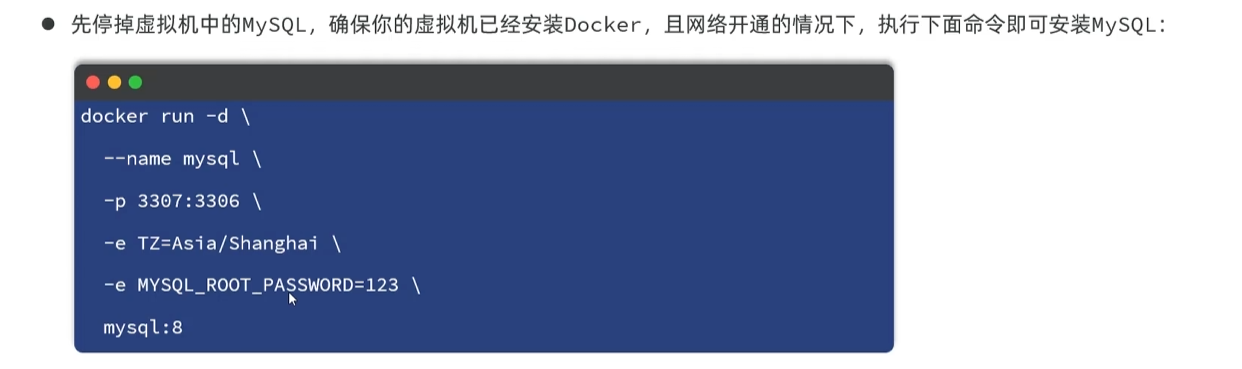 ● 先停掉虚拟机中的MySQL，确保你的虚拟机已经安装Docker，且网络开通的情况下，执行下面命令即可安装MySQL：
docker run -d \
  --name mysql \
  -p 3307:3306 \
  -e TZ=Asia/Shanghai \
  -e MYSQL_ROOT_PASSWORD=123 \
  mysql:8